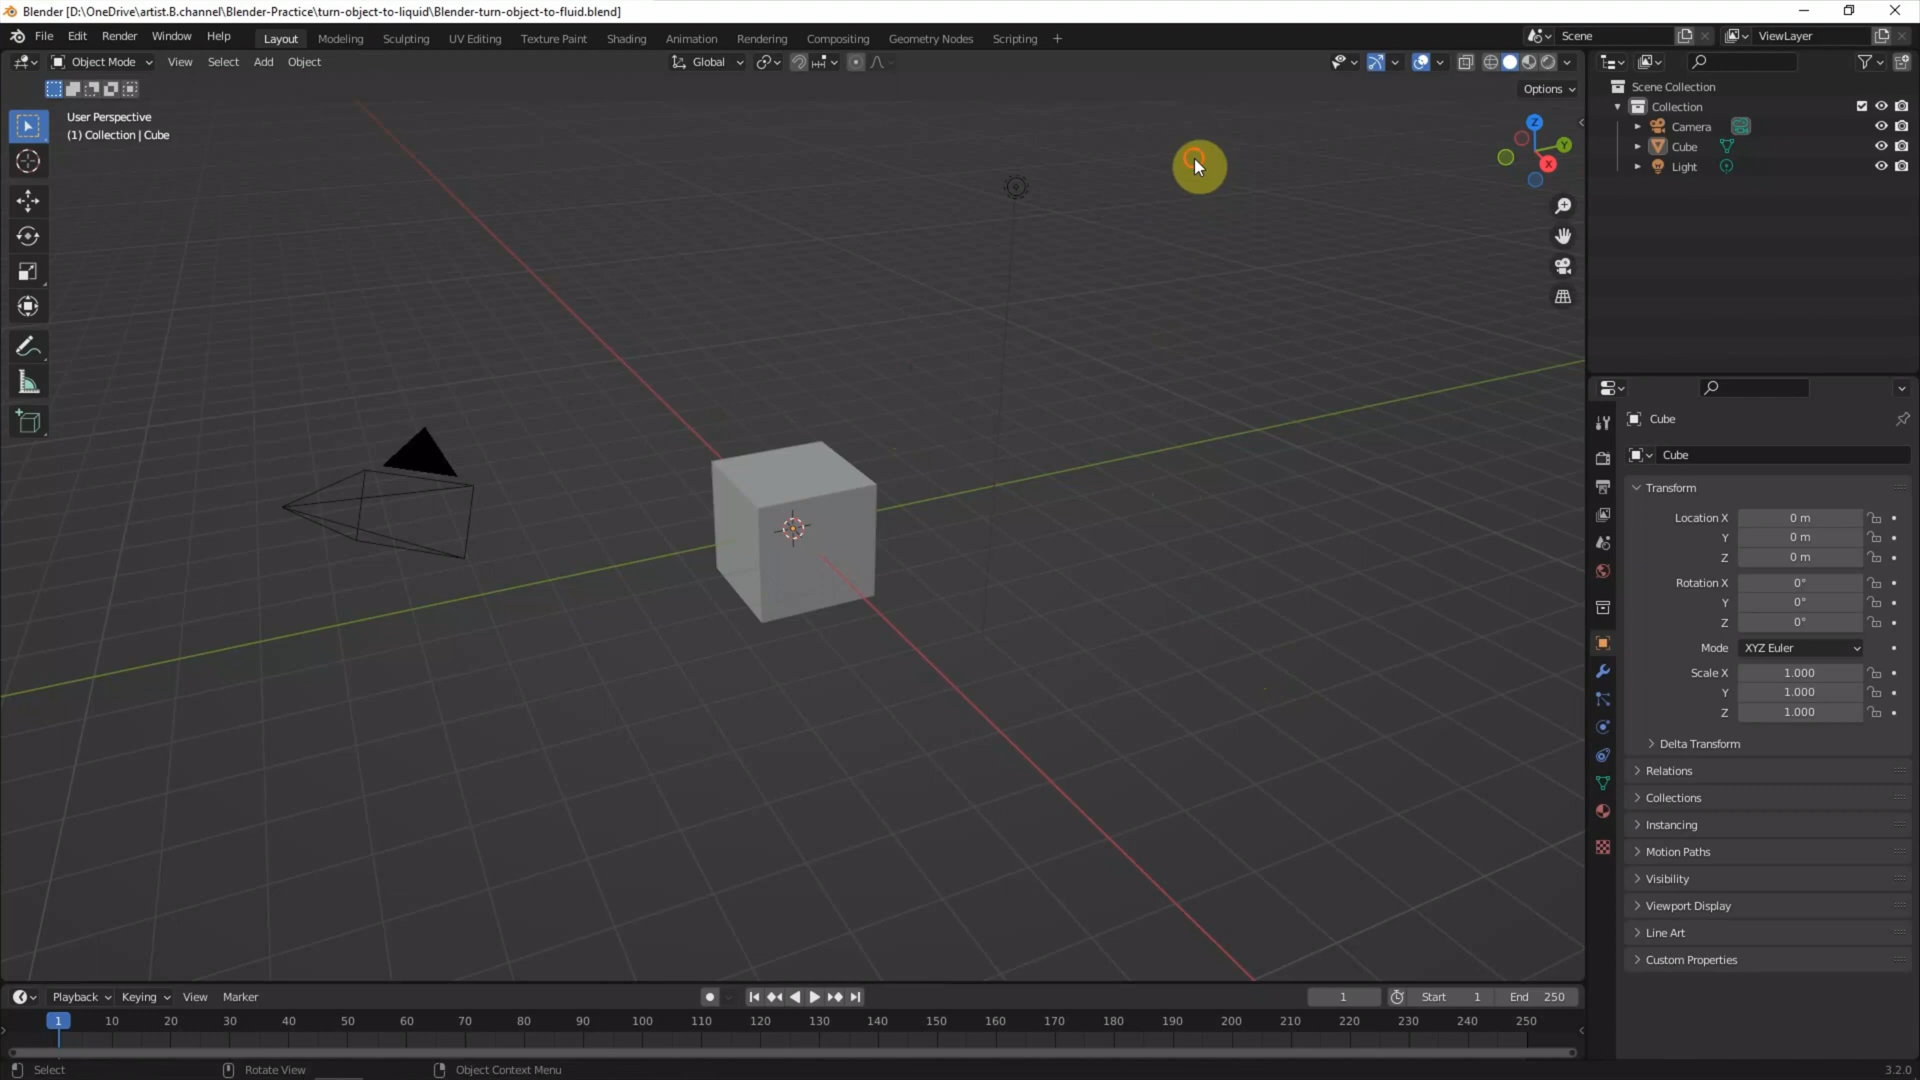 Blender [D:\OneDrive\artist.B.channel\Blender-Practice\turn-object-to-liquid\Blender-turn-object-to-fluid.blend]
File Edit Render Window Help Layout Modeling Sculpting UV Editing Texture Paint Shading Animation Rendering Compositing Geometry Nodes Scripting + Scene ViewLayer
Object Mode View Select Add Object Global
Options
User Perspective
(1) Collection | Cube
Z
Y
X
Scene Collection
Collection
Camera
Cube
Light
Cube
Cube
Transform
Location X 0 m
Y 0 m
Z 0 m
Rotation X 0°
Y 0°
Z 0°
Mode XYZ Euler
Scale X 1.000
Y 1.000
Z 1.000
Delta Transform
Relations
Collections
Instancing
Motion Paths
Visibility
Viewport Display
Line Art
Custom Properties
Playback Keying View Marker 1 Start 1 End 250
1 10 20 30 40 50 60 70 80 90 100 110 120 130 140 150 160 170 180 190 200 210 220 230 240 250
Select Rotate View Object Context Menu 3.2.0